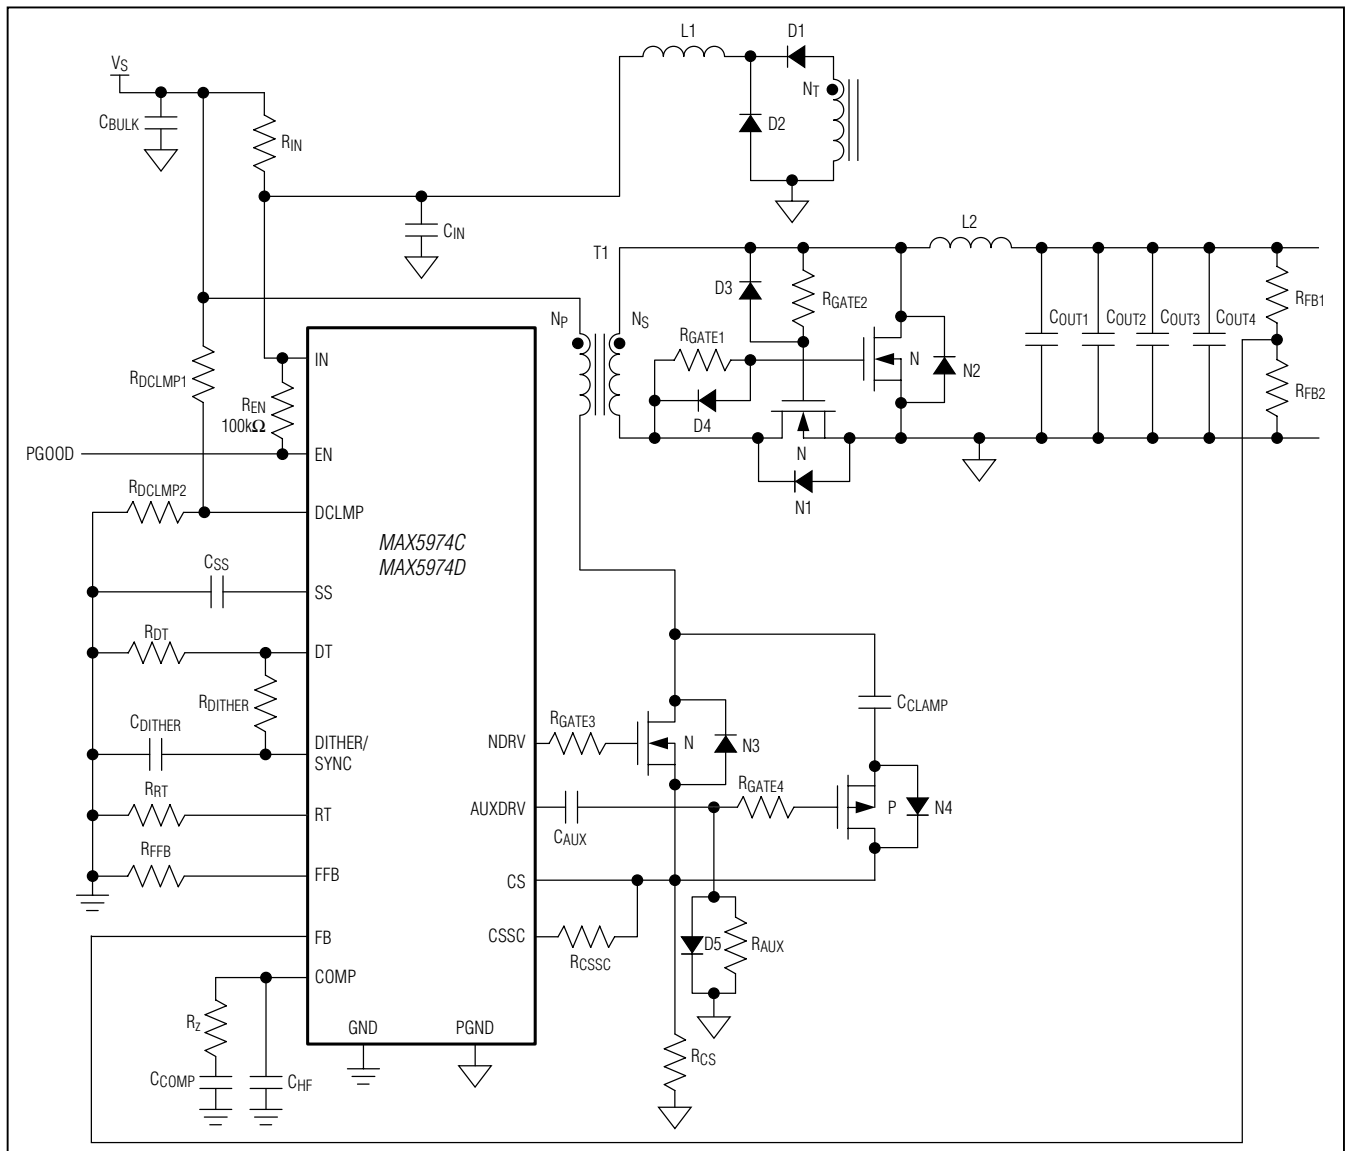 L1
D1
VS
NT
CBULK
RIN
D2
CIN
L2
T1
D3
RGATE2
NP
NS
RGATE1
COUT1
COUT2
COUT3
COUT4
RFB1
IN
N
N2
RDCLMP1
REN
100kΩ
D4
RFB2
PGOOD
EN
N
RDCLMP2
N1
DCLMP
MAX5974C
MAX5974D
CSS
SS
RDT
DT
RDITHER
CCLAMP
CDITHER
DITHER/
SYNC
NDRV
RGATE3
N
N3
RGATE4
RRT
RT
AUXDRV
CAUX
P
N4
RFFB
FFB
CS
FB
CSSC
RCSSC
D5
RAUX
COMP
RZ
GND
PGND
RCS
CCOMP
CHF